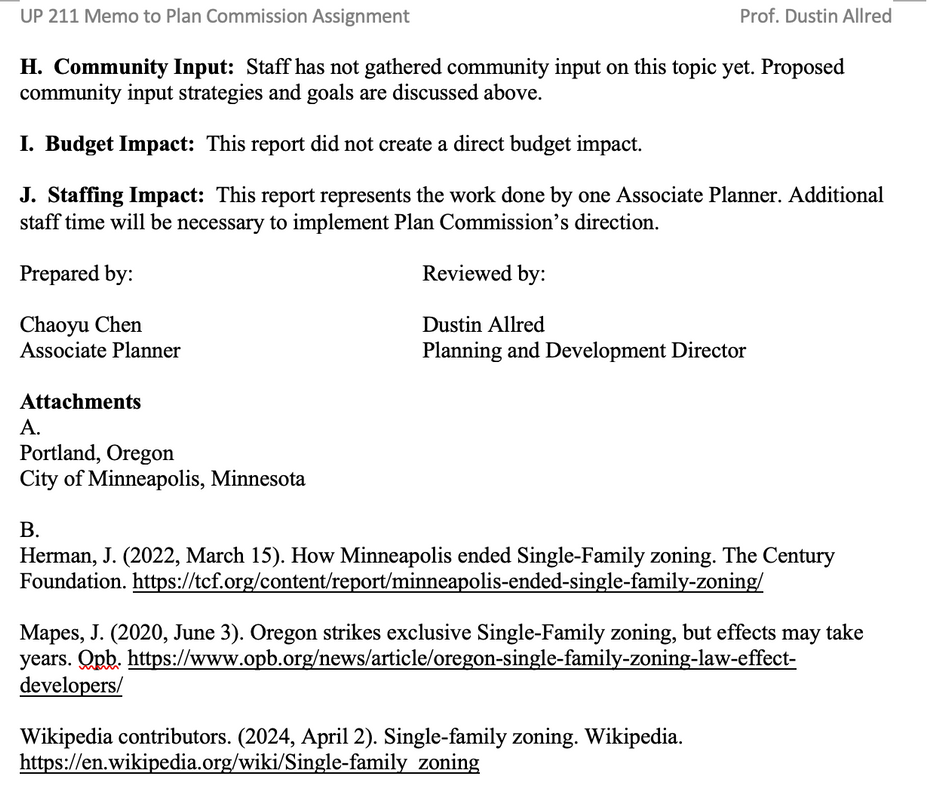 UP 211 Memo to Plan Commission Assignment Prof. Dustin Allred
H. Community Input: Staff has not gathered community input on this topic yet. Proposed
community input strategies and goals are discussed above.
I. Budget Impact: This report did not create a direct budget impact.
J. Staffing Impact: This report represents the work done by one Associate Planner. Additional
staff time will be necessary to implement Plan Commission’s direction.
Prepared by: Reviewed by:
Chaoyu Chen Dustin Allred
Associate Planner Planning and Development Director
Attachments
A.
Portland, Oregon
City of Minneapolis, Minnesota
B.
Herman, J. (2022, March 15). How Minneapolis ended Single-Family zoning. The Century
Foundation. https://tcf.org/content/report/minneapolis-ended-single-family-zoning/
Mapes, J. (2020, June 3). Oregon strikes exclusive Single-Family zoning, but effects may take
years. Opb. https://www.opb.org/news/article/oregon-single-family-zoning-law-effect-
developers/
Wikipedia contributors. (2024, April 2). Single-family zoning. Wikipedia.
https://en.wikipedia.org/wiki/Single-family_zoning